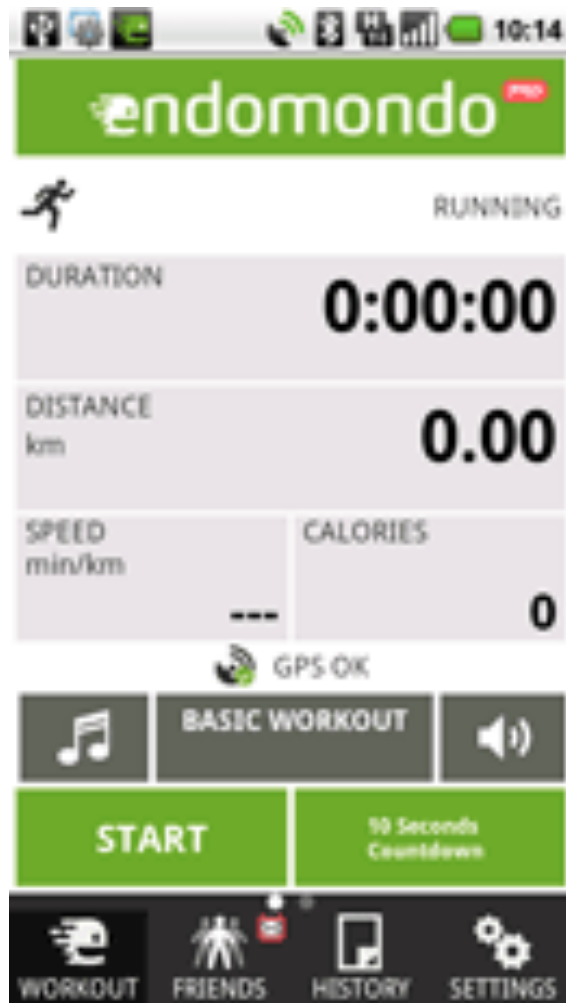 10:14
endomondo PRO
RUNNING
DURATION
0:00:00
DISTANCE
km
0.00
SPEED
min/km
---
CALORIES
0
GPS OK
BASIC WORKOUT
START
10 Seconds
Countdown
WORKOUT
FRIENDS
HISTORY
SETTINGS